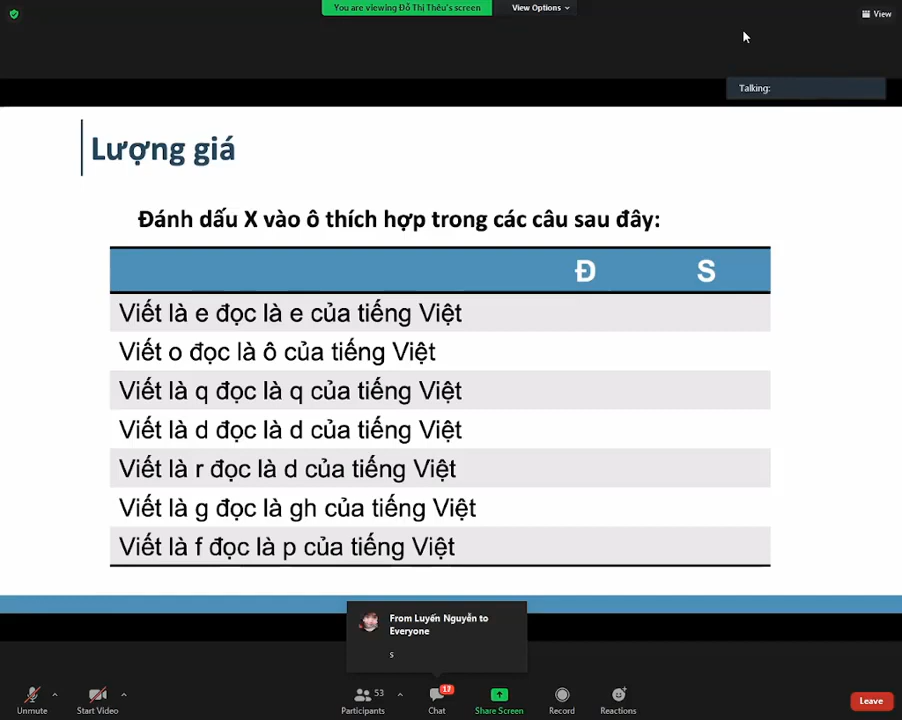 You are viewing Đỗ Thị Thêu's screen
View Options
View
Talking:
Lượng giá
Đánh dấu X vào ô thích hợp trong các câu sau đây:
Đ S
Viết là e đọc là e của tiếng Việt
Viết o đọc là ô của tiếng Việt
Viết là q đọc là q của tiếng Việt
Viết là d đọc là d của tiếng Việt
Viết là r đọc là d của tiếng Việt
Viết là g đọc là gh của tiếng Việt
Viết là f đọc là p của tiếng Việt
From Luyến Nguyễn to
Everyone
s
53
17
Unmute
Start Video
Participants
Chat
Share Screen
Record
Reactions
Leave